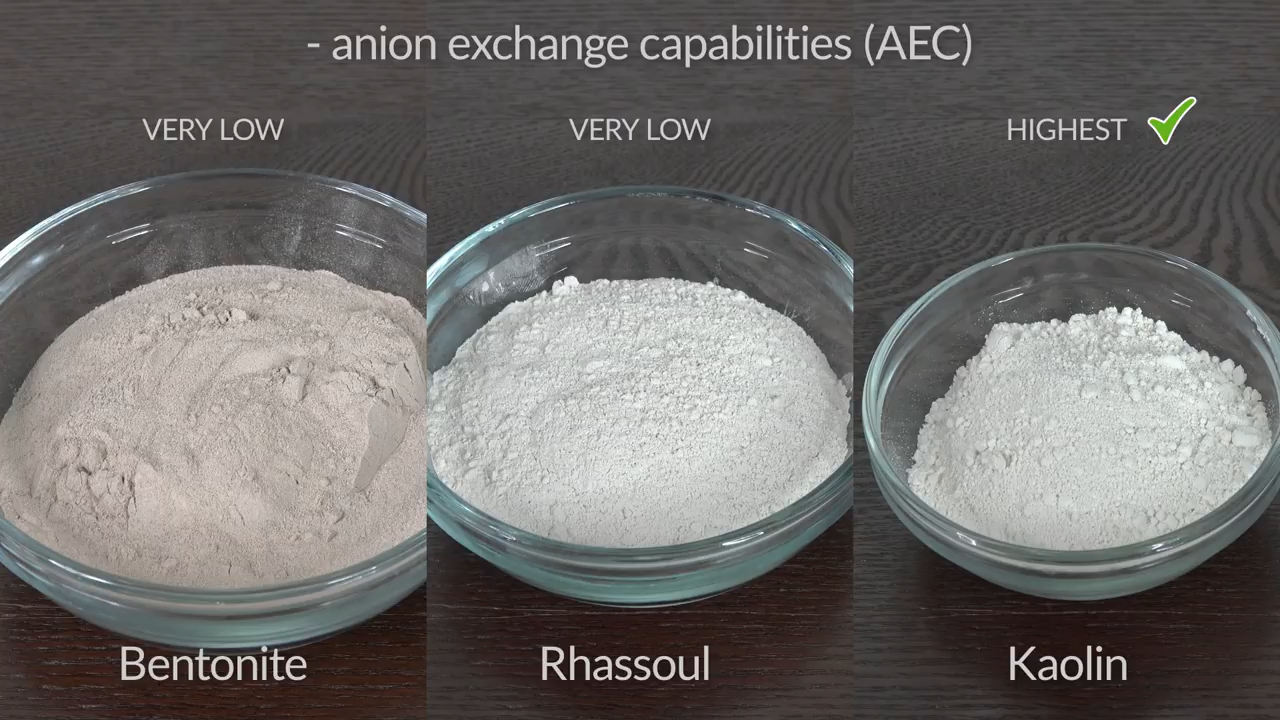 - anion exchange capabilities (AEC)
VERY LOW
VERY LOW
HIGHEST
Bentonite
Rhassoul
Kaolin